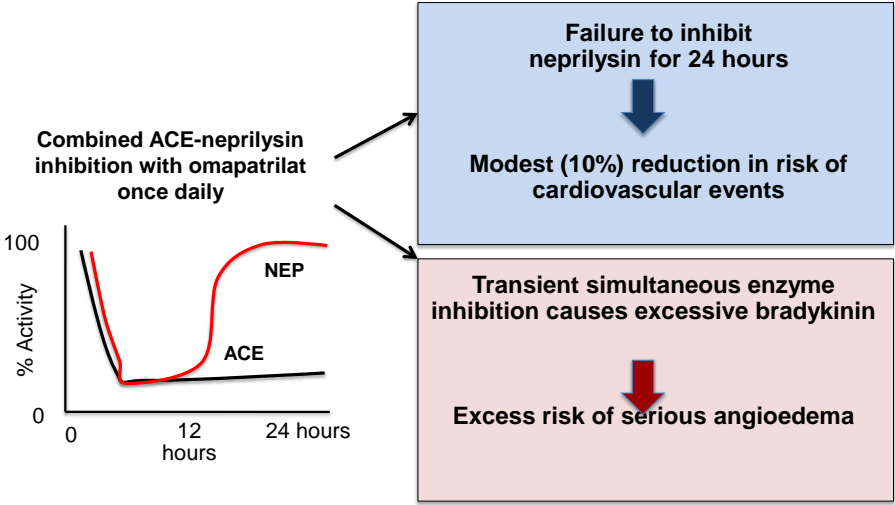 Combined ACE-neprilysin
inhibition with omapatrilat
once daily
100
% Activity
0
NEP
ACE
0
12
24 hours
hours
Failure to inhibit
neprilysin for 24 hours
Modest (10%) reduction in risk of
cardiovascular events
Transient simultaneous enzyme
inhibition causes excessive bradykinin
Excess risk of serious angioedema